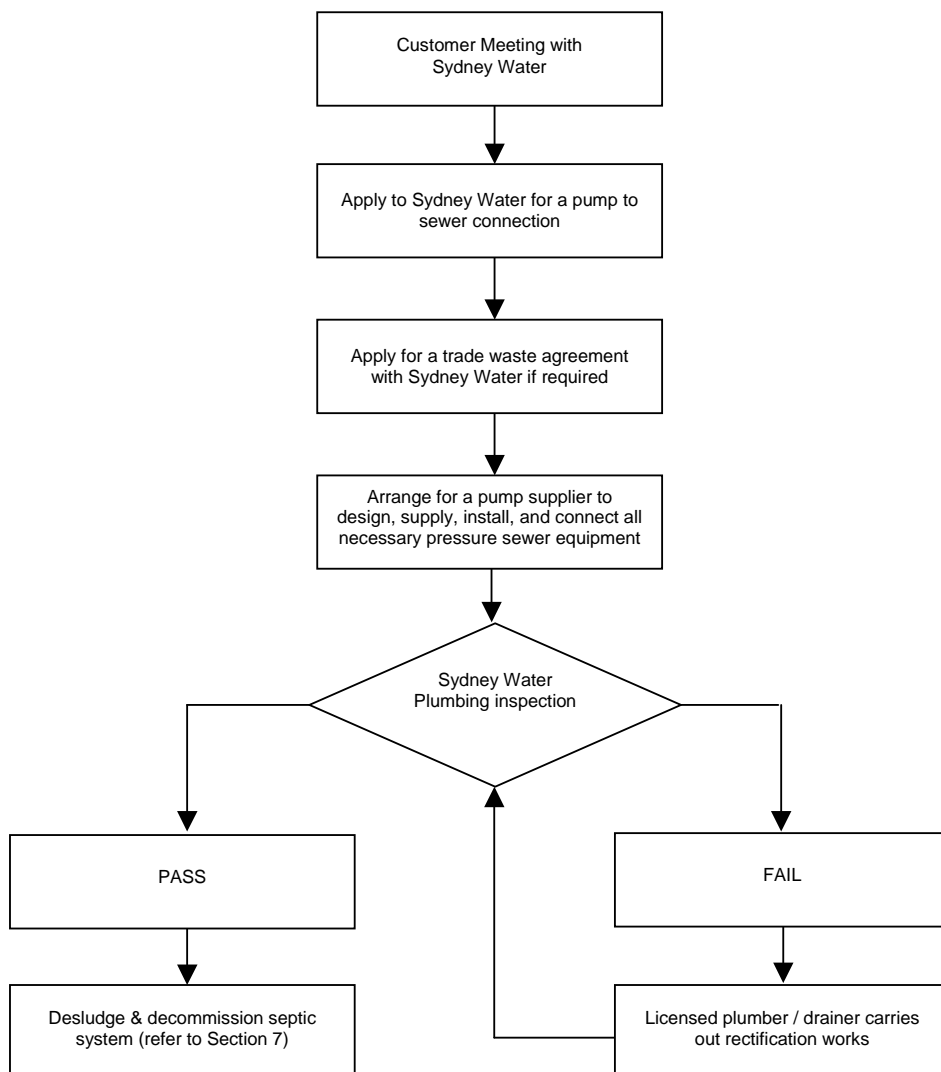 Customer Meeting with
Sydney Water
Apply to Sydney Water for a pump to
sewer connection
Apply for a trade waste agreement
with Sydney Water if required
Arrange for a pump supplier to
design, supply, install, and connect all
necessary pressure sewer equipment
Sydney Water
Plumbing inspection
PASS
FAIL
Desludge & decommission septic
system (refer to Section 7)
Licensed plumber / drainer carries
out rectification works